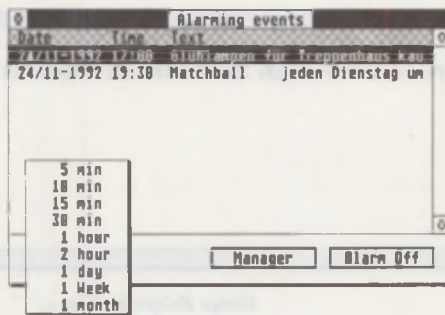 Alarming events
Date Time Text
24/11-1992 17:00 Glühlampen für Treppenhaus kau
24/11-1992 19:30 Matchball jeden Dienstag um
5 min
10 min
15 min
30 min
1 hour
2 hour
1 day
1 Week
1 month
Manager
Alarm Off